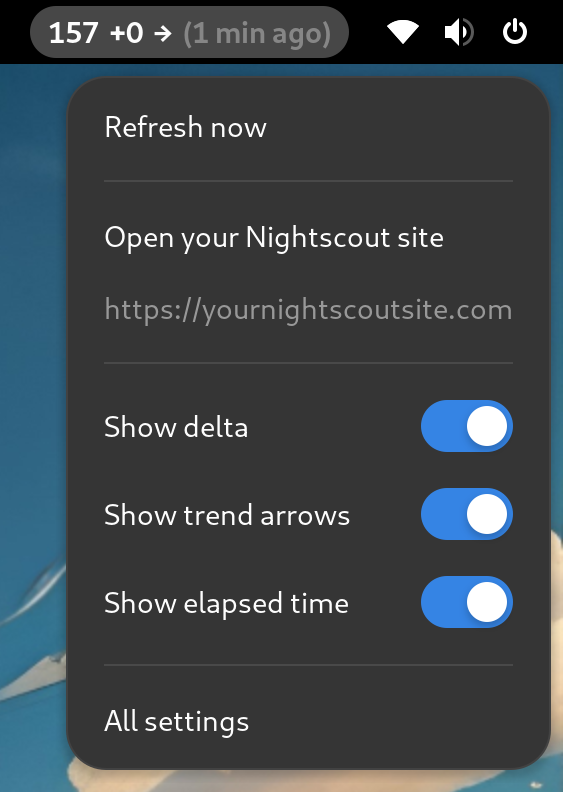 157 +0 → (1 min ago)
Refresh now
Open your Nightscout site
https://yournightscoutsite.com
Show delta
Show trend arrows
Show elapsed time
All settings